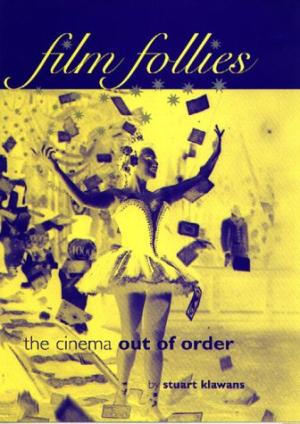 film follies
the cinema out of order
by stuart klawans